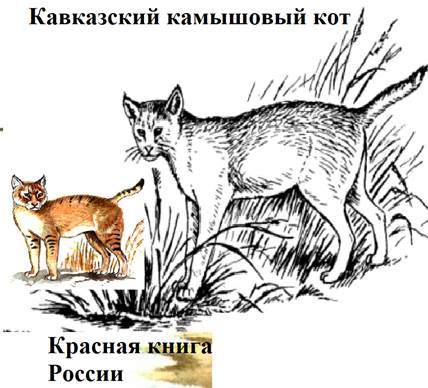 Кавказский камышовый кот
Красная книга
России